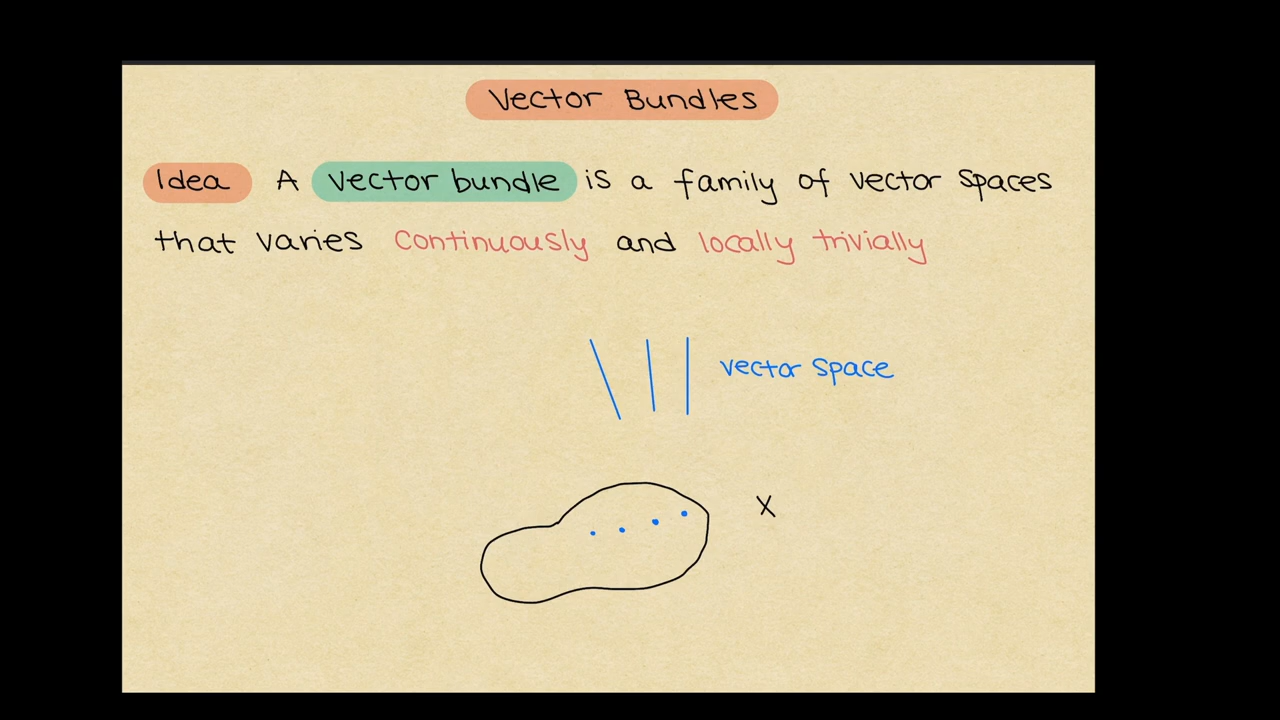 Vector Bundles
Idea A vector bundle is a family of vector spaces
that varies continuously and locally trivially
vector space
X